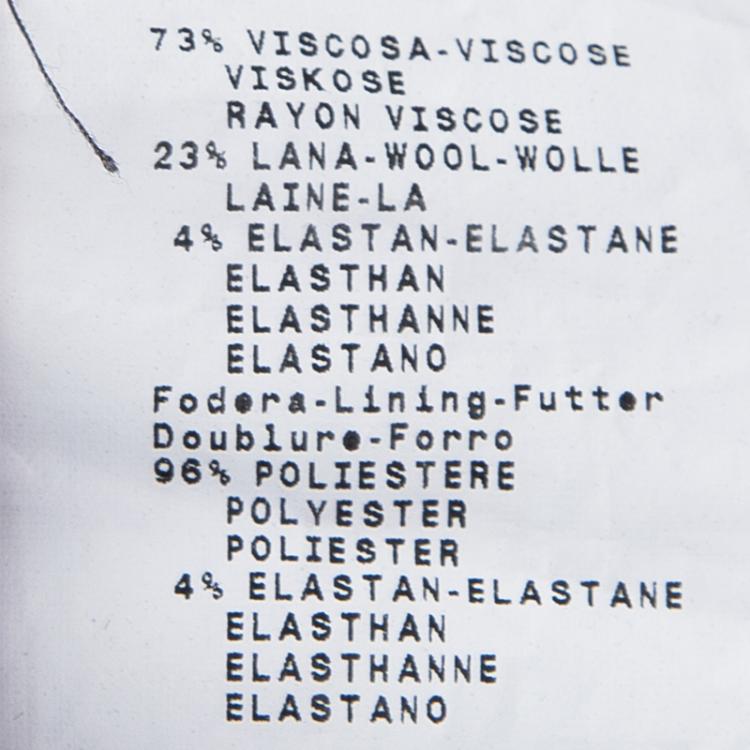 73% VISCOSA-VISCOSE
VISKOSE
RAYON VISCOSE
23% LANA-WOOL-WOLLE
LAINE-LA
4% ELASTAN-ELASTANE
ELASTHAN
ELASTHANNE
ELASTANO
Fodera-Lining-Futter
Doublure-Forro
96% POLIESTERE
POLYESTER
POLIESTER
4% ELASTAN-ELASTANE
ELASTHAN
ELASTHANNE
ELASTANO